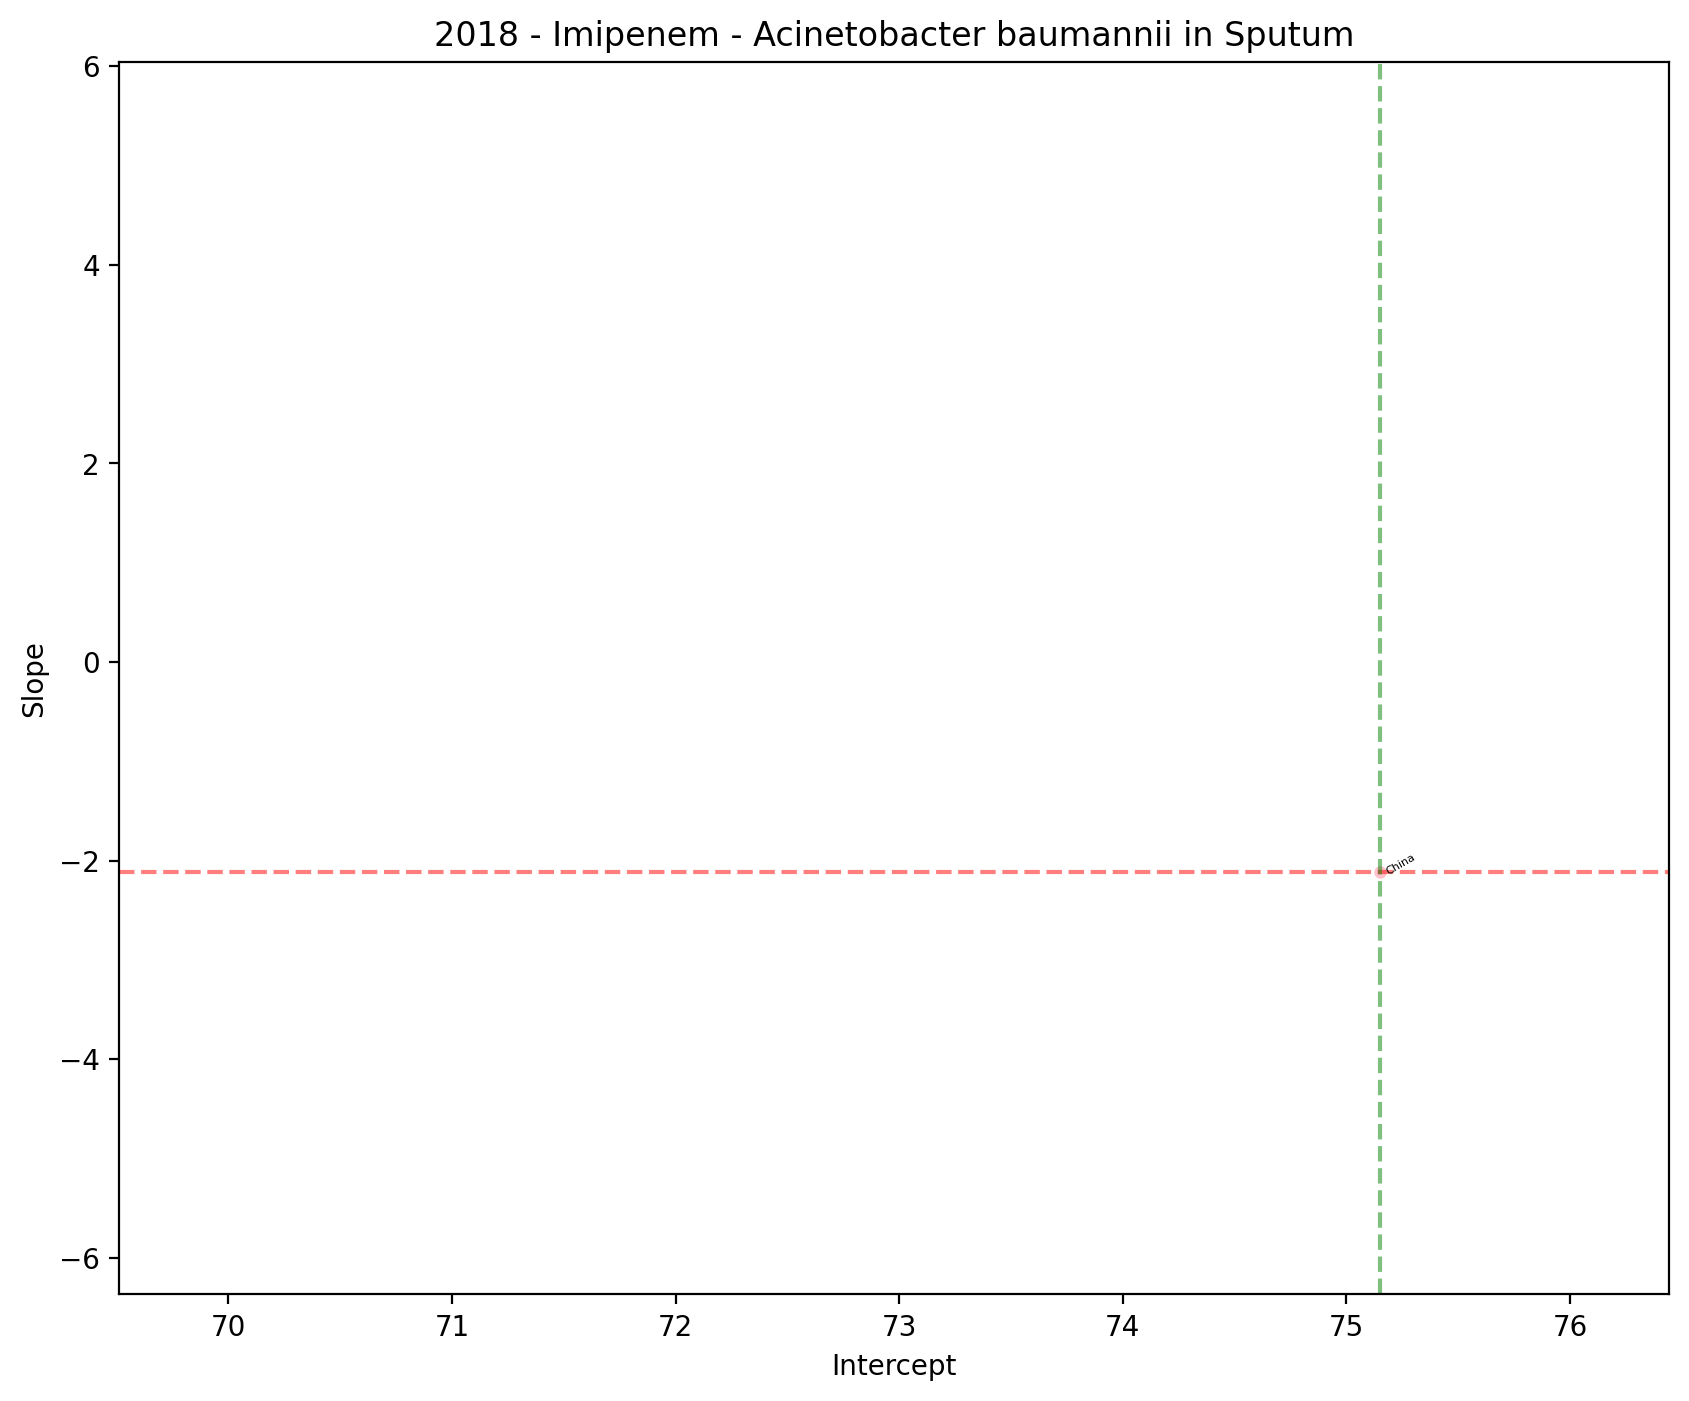 2018 - Imipenem - Acinetobacter baumannii in Sputum
6
4
2
0
−2
−4
−6
Slope
China
70 71 72 73 74 75 76
Intercept